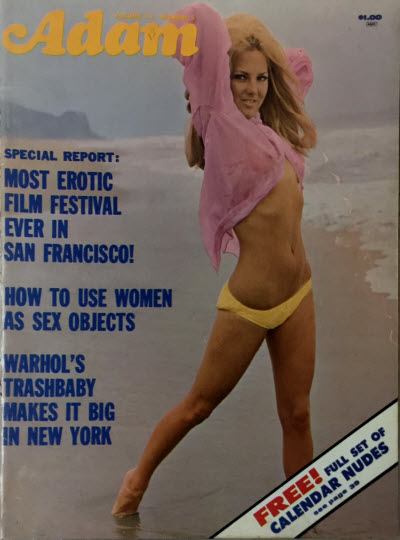 Adam
$1.00
SPECIAL REPORT:
MOST EROTIC
FILM FESTIVAL
EVER IN
SAN FRANCISCO!
HOW TO USE WOMEN
AS SEX OBJECTS
WARHOL'S
TRASHBABY
MAKES IT BIG
IN NEW YORK
FREE! FULL SET OF
CALENDAR NUDES
see page 39